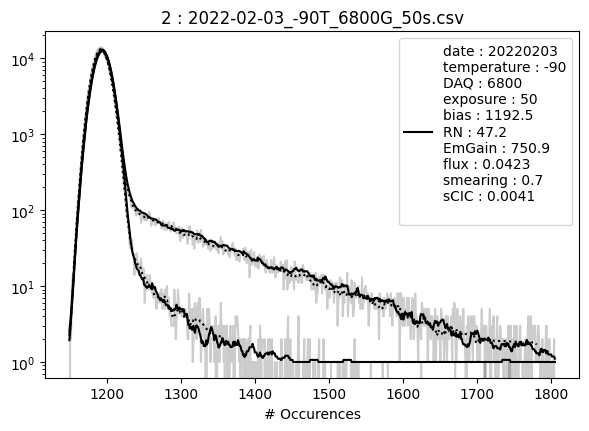 2 : 2022-02-03_-90T_6800G_50s.csv
date : 20220203
temperature : -90
DAQ : 6800
exposure : 50
bias : 1192.5
RN : 47.2
EmGain : 750.9
flux : 0.0423
smearing : 0.7
sCIC : 0.0041
10⁴
10³
10²
10¹
10⁰
1200 1300 1400 1500 1600 1700 1800
# Occurences